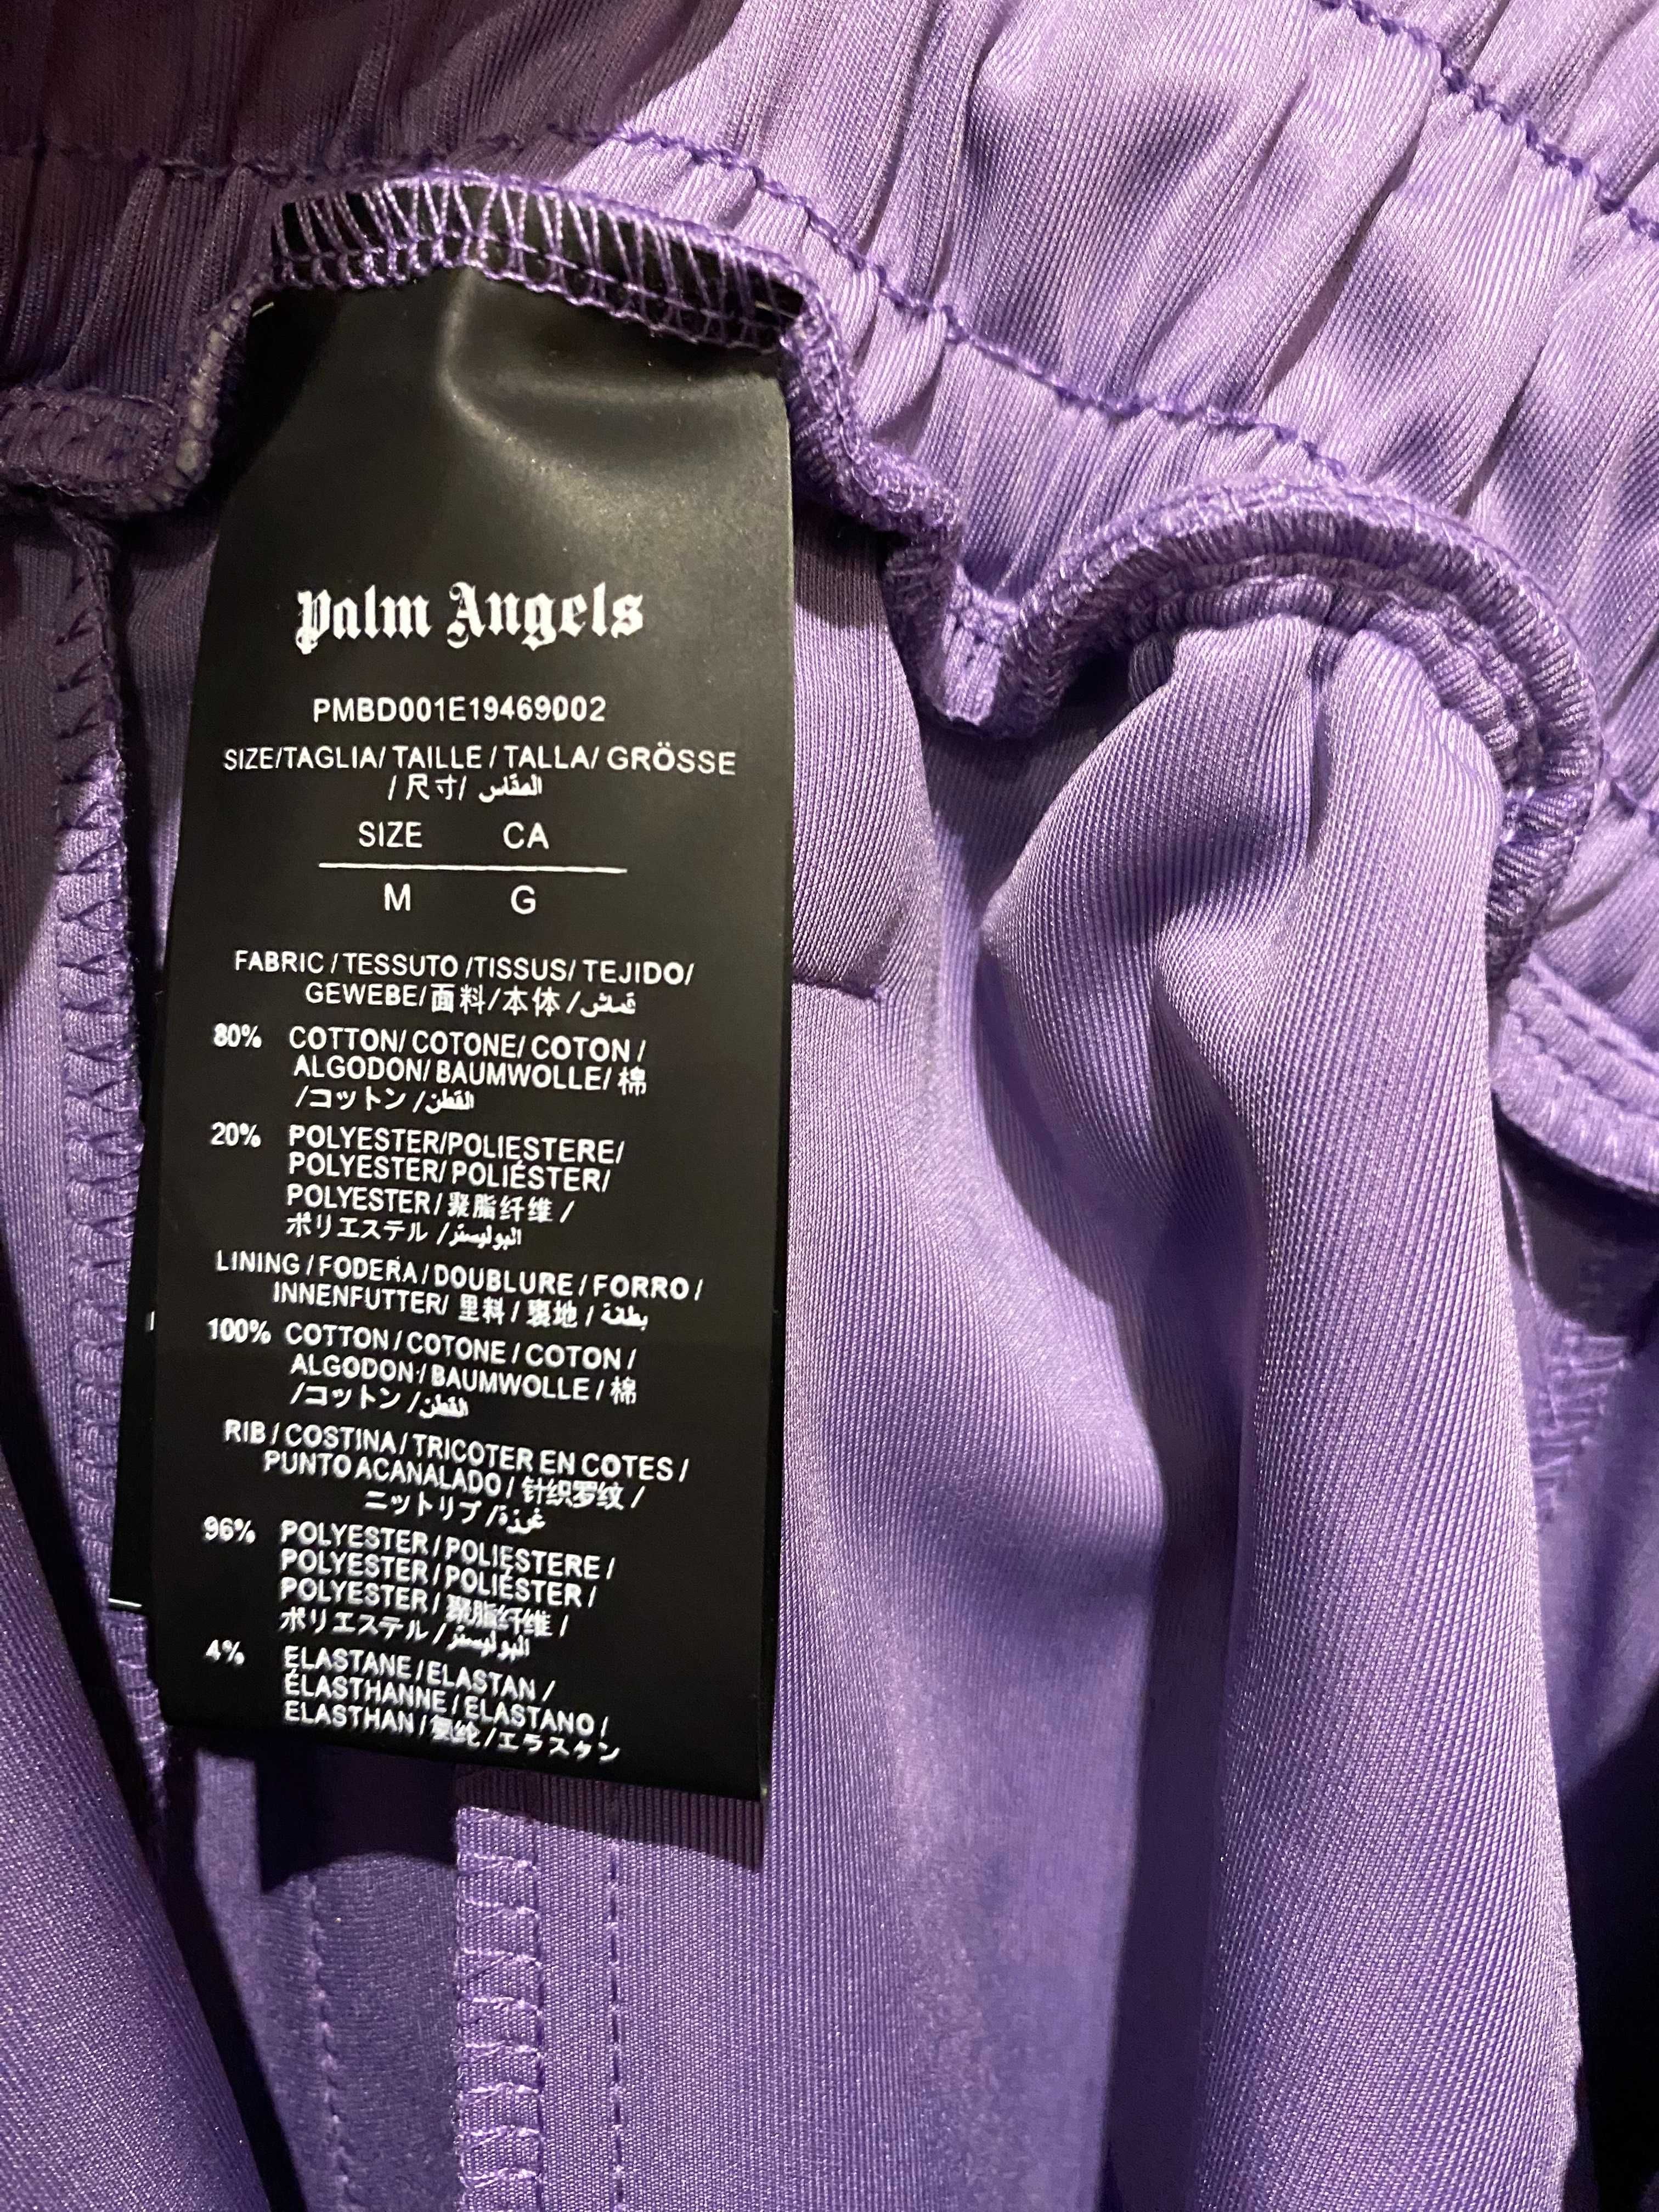 Palm Angels
PMBD001E19469002
SIZE/TAGLIA/ TAILLE / TALLA/ GRÖSSE
/ 尺寸/ المقاس
SIZE CA
M G
FABRIC / TESSUTO /TISSUS/ TEJIDO/
GEWEBE/ 面料/本体 /قماش
80% COTTON/ COTONE/ COTON /
ALGODON/ BAUMWOLLE/ 棉
/コットン /القطن
20% POLYESTER/POLIESTERE/
POLYESTER/ POLIÉSTER/
POLYESTER / 聚脂纤维 /
ポリエステル /البوليستر
LINING / FODERA / DOUBLURE / FORRO /
INNENFUTTER/ 里料 / 裏地 / بطانة
100% COTTON / COTONE / COTON /
ALGODON / BAUMWOLLE / 棉
/コットン /القطن
RIB / COSTINA / TRICOTER EN COTES /
PUNTO ACANALADO / 针织罗纹 /
ニットリブ /غرزة
96% POLYESTER / POLIESTERE /
POLYESTER / POLIÉSTER /
POLYESTER / 聚脂纤维 /
ポリエステル /البوليستر
4% ELASTANE / ELASTAN /
ÉLASTHANNE / ELASTANO /
ELASTHAN / 氨纶 /エラスタン